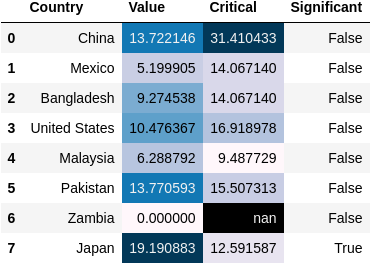 Country Value Critical Significant
0 China 13.722146 31.410433 False
1 Mexico 5.199905 14.067140 False
2 Bangladesh 9.274538 14.067140 False
3 United States 10.476367 16.918978 False
4 Malaysia 6.288792 9.487729 False
5 Pakistan 13.770593 15.507313 False
6 Zambia 0.000000 nan False
7 Japan 19.190883 12.591587 True